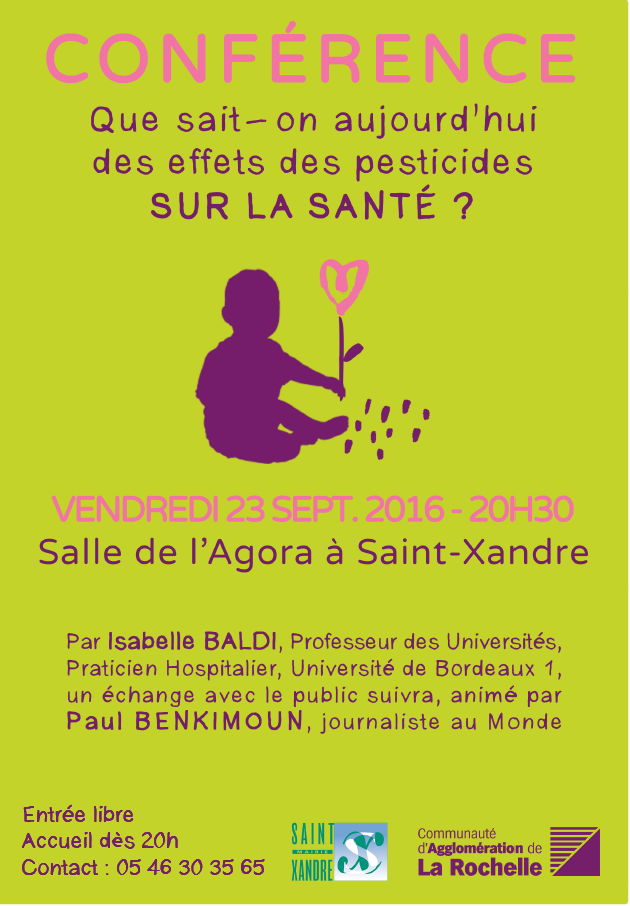 CONFÉRENCE
Que sait-on aujourd'hui
des effets des pesticides
SUR LA SANTÉ ?
VENDREDI 23 SEPT. 2016 - 20H30
Salle de l'Agora à Saint-Xandre
Par Isabelle BALDI, Professeur des Universités,
Praticien Hospitalier, Université de Bordeaux 1,
un échange avec le public suivra, animé par
Paul BENKIMOUN, journaliste au Monde
Entrée libre
Accueil dès 20h
Contact : 05 46 30 35 65
SAINT
MAIRIE
XANDRE
Communauté
d'Agglomération de
La Rochelle